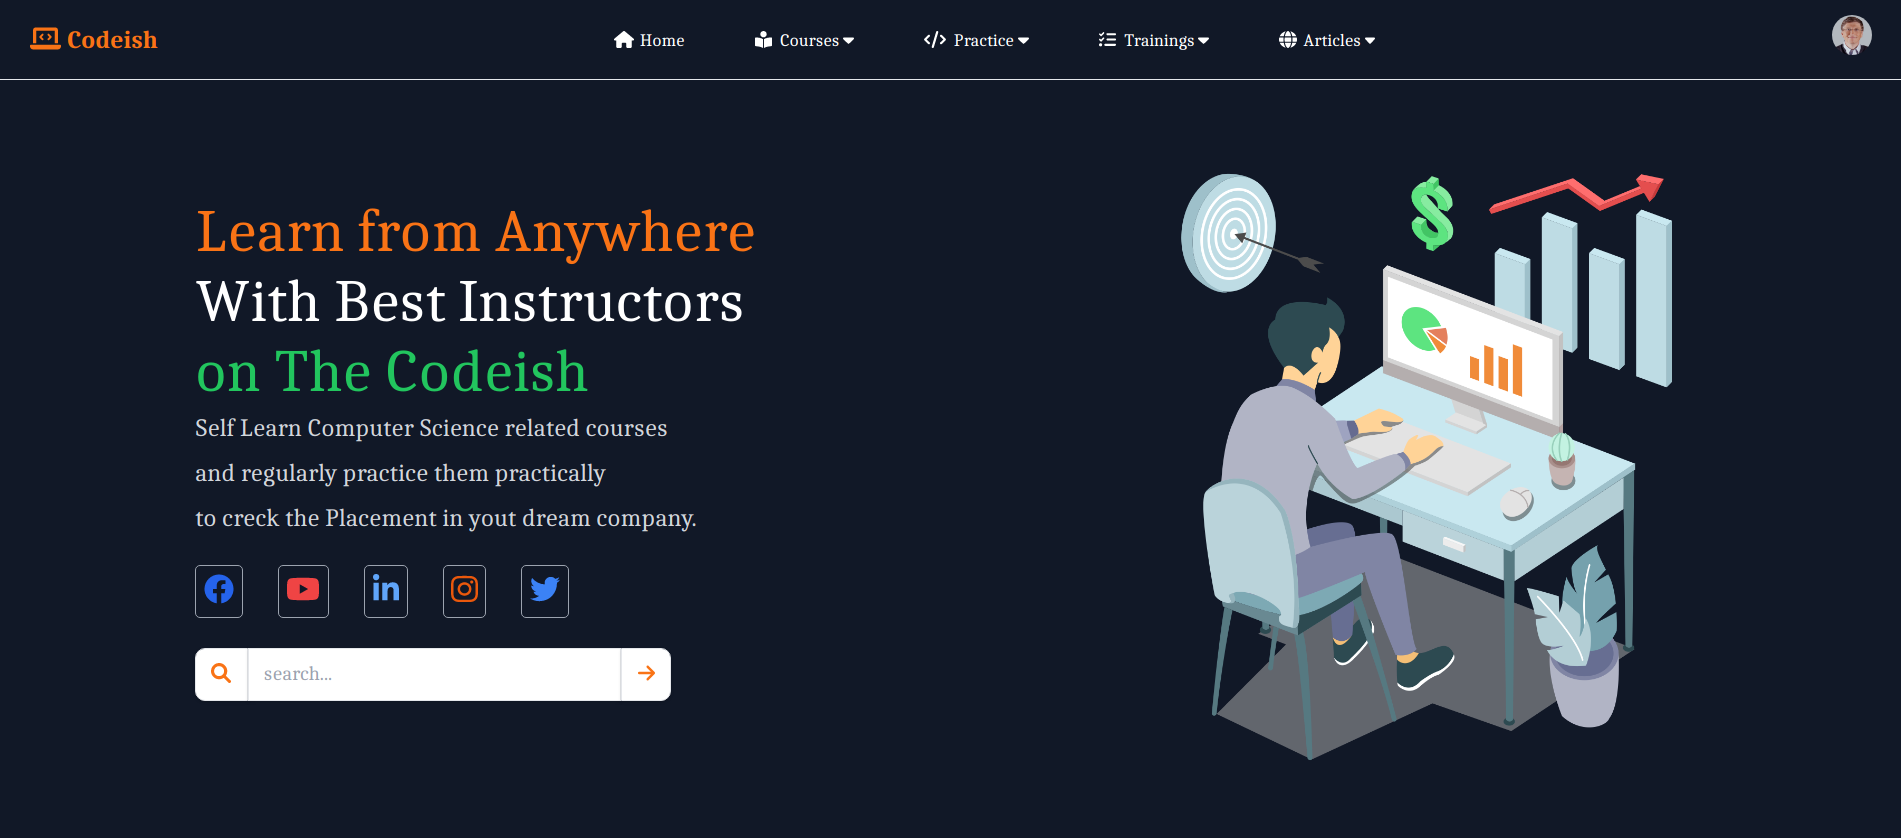 Codeish
Home Courses Practice Trainings Articles
Learn from Anywhere
With Best Instructors
on The Codeish
Self Learn Computer Science related courses
and regularly practice them practically
to creck the Placement in yout dream company.
search...